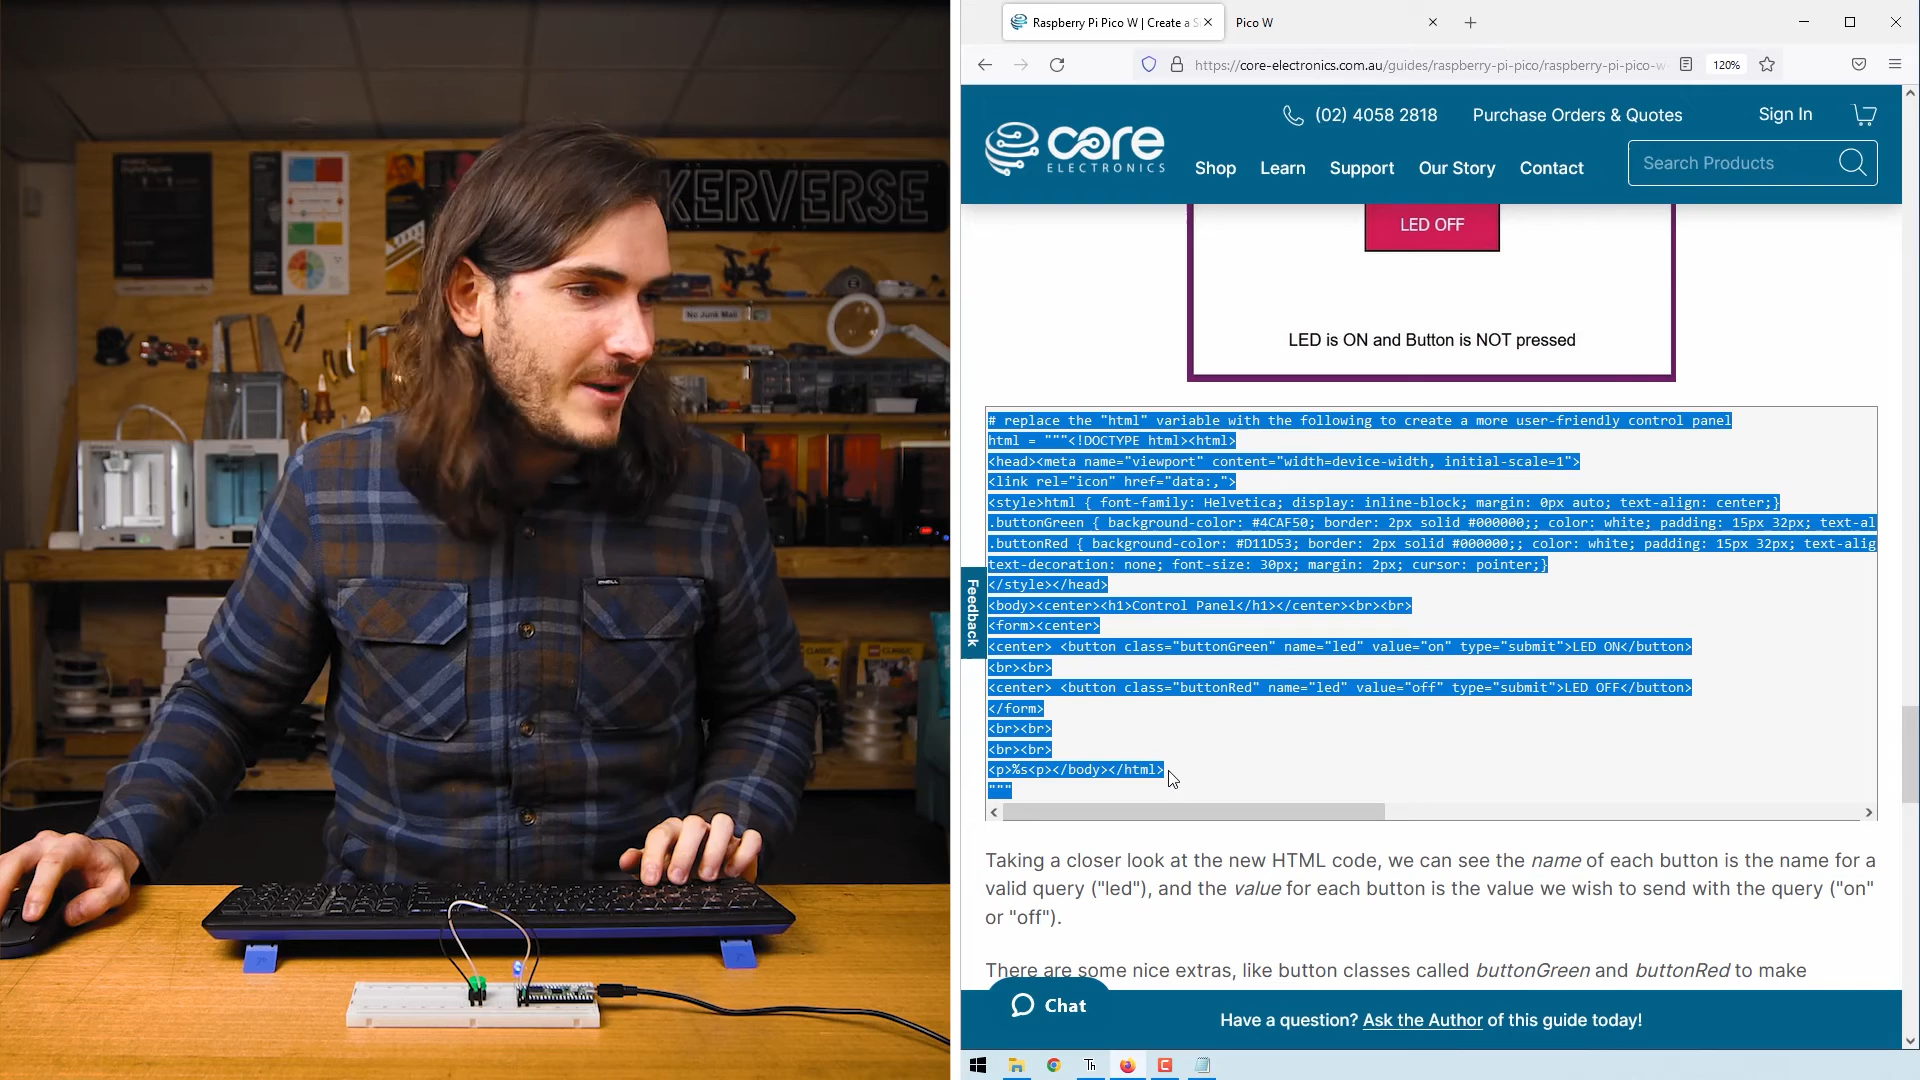 KERVERSE
No Junk Mail
CLASSIC
CLASSIC
O'NEILL
Raspberry Pi Pico W | Create a S
Pico W
https://core-electronics.com.au/guides/raspberry-pi-pico/raspberry-pi-pico-w
120%
(02) 4058 2818
Purchase Orders & Quotes
Sign In
core
ELECTRONICS
Shop
Learn
Support
Our Story
Contact
Search Products
LED OFF
LED is ON and Button is NOT pressed
# replace the "html" variable with the following to create a more user-friendly control panel
html = """<!DOCTYPE html><html>
<head><meta name="viewport" content="width=device-width, initial-scale=1">
<link rel="icon" href="data:,">
<style>html { font-family: Helvetica; display: inline-block; margin: 0px auto; text-align: center;}
.buttonGreen { background-color: #4CAF50; border: 2px solid #000000;; color: white; padding: 15px 32px; text-al
.buttonRed { background-color: #D11D53; border: 2px solid #000000;; color: white; padding: 15px 32px; text-alig
text-decoration: none; font-size: 30px; margin: 2px; cursor: pointer;}
</style></head>
<body><center><h1>Control Panel</h1></center><br><br>
<form><center>
<center> <button class="buttonGreen" name="led" value="on" type="submit">LED ON</button>
<br><br>
<center> <button class="buttonRed" name="led" value="off" type="submit">LED OFF</button>
</form>
<br><br>
<br><br>
<p>%s<p></body></html>
"""
Feedback
Taking a closer look at the new HTML code, we can see the name of each button is the name for a
valid query ("led"), and the value for each button is the value we wish to send with the query ("on"
or "off").
There are some nice extras, like button classes called buttonGreen and buttonRed to make
Chat
Have a question? Ask the Author of this guide today!
Th